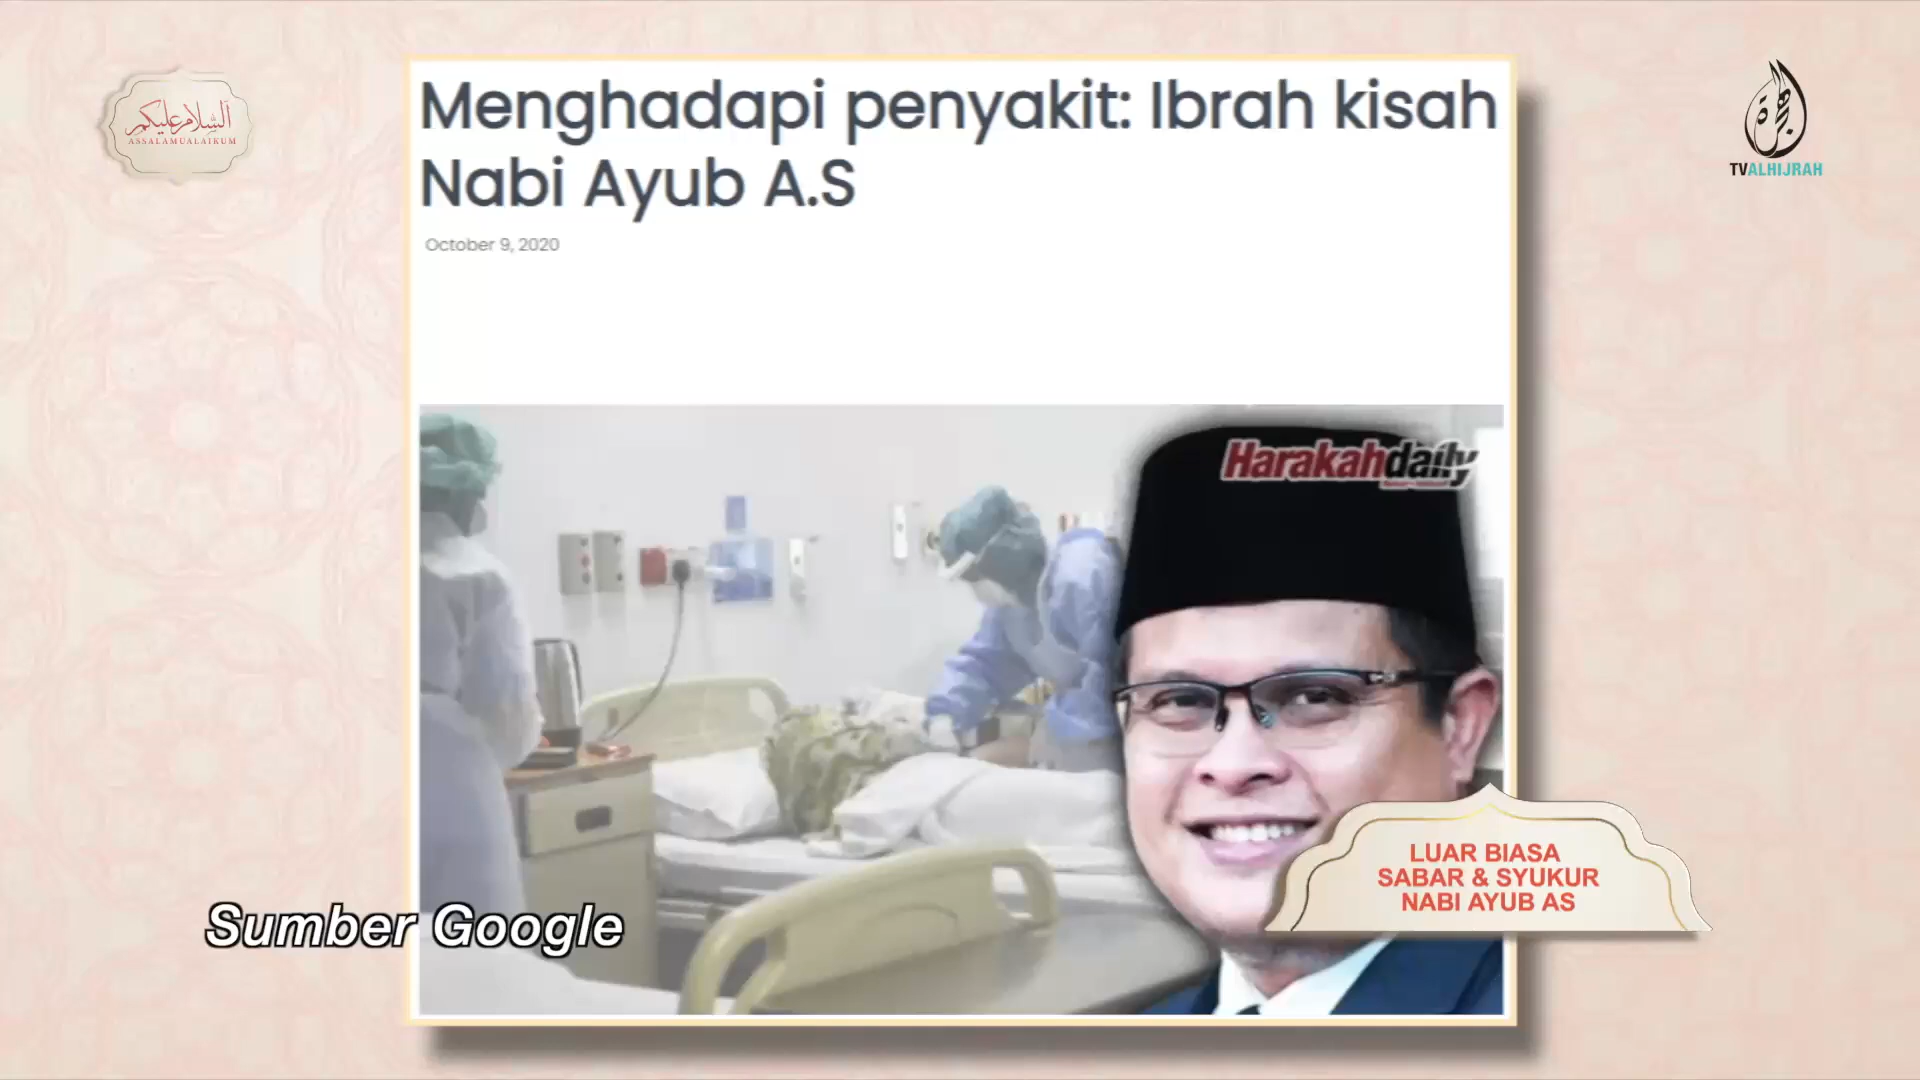 السلام عليكم
ASSALAMUALAIKUM
Menghadapi penyakit: Ibrah kisah
Nabi Ayub A.S
October 9, 2020
هجرة
TVALHIJRAH
Harakahdaily
LUAR BIASA
SABAR & SYUKUR
NABI AYUB AS
Sumber Google